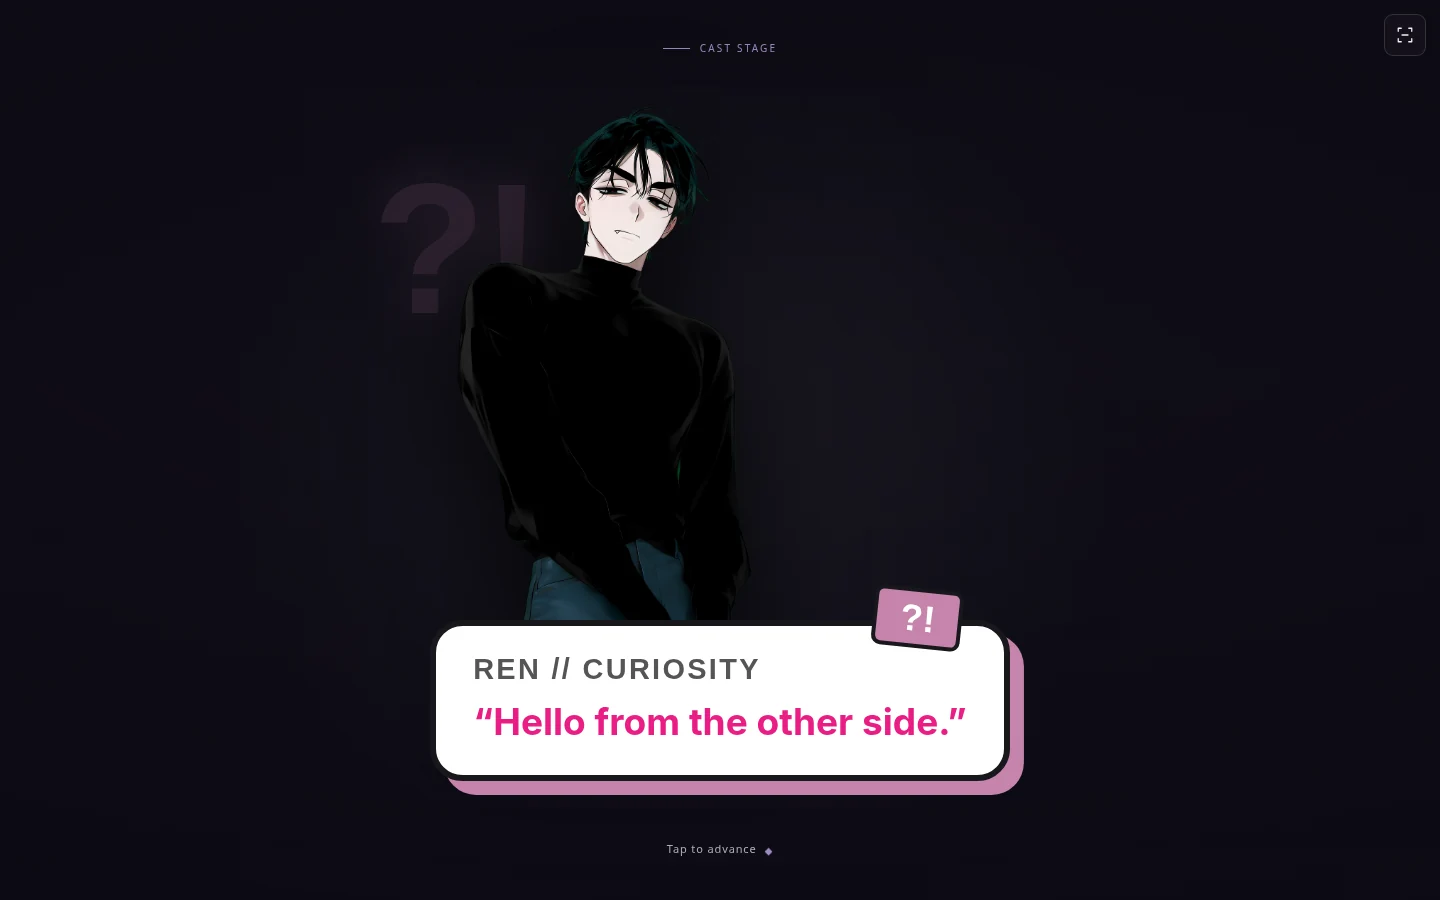 CAST STAGE
?!
?!
REN // CURIOSITY
“Hello from the other side.”
Tap to advance